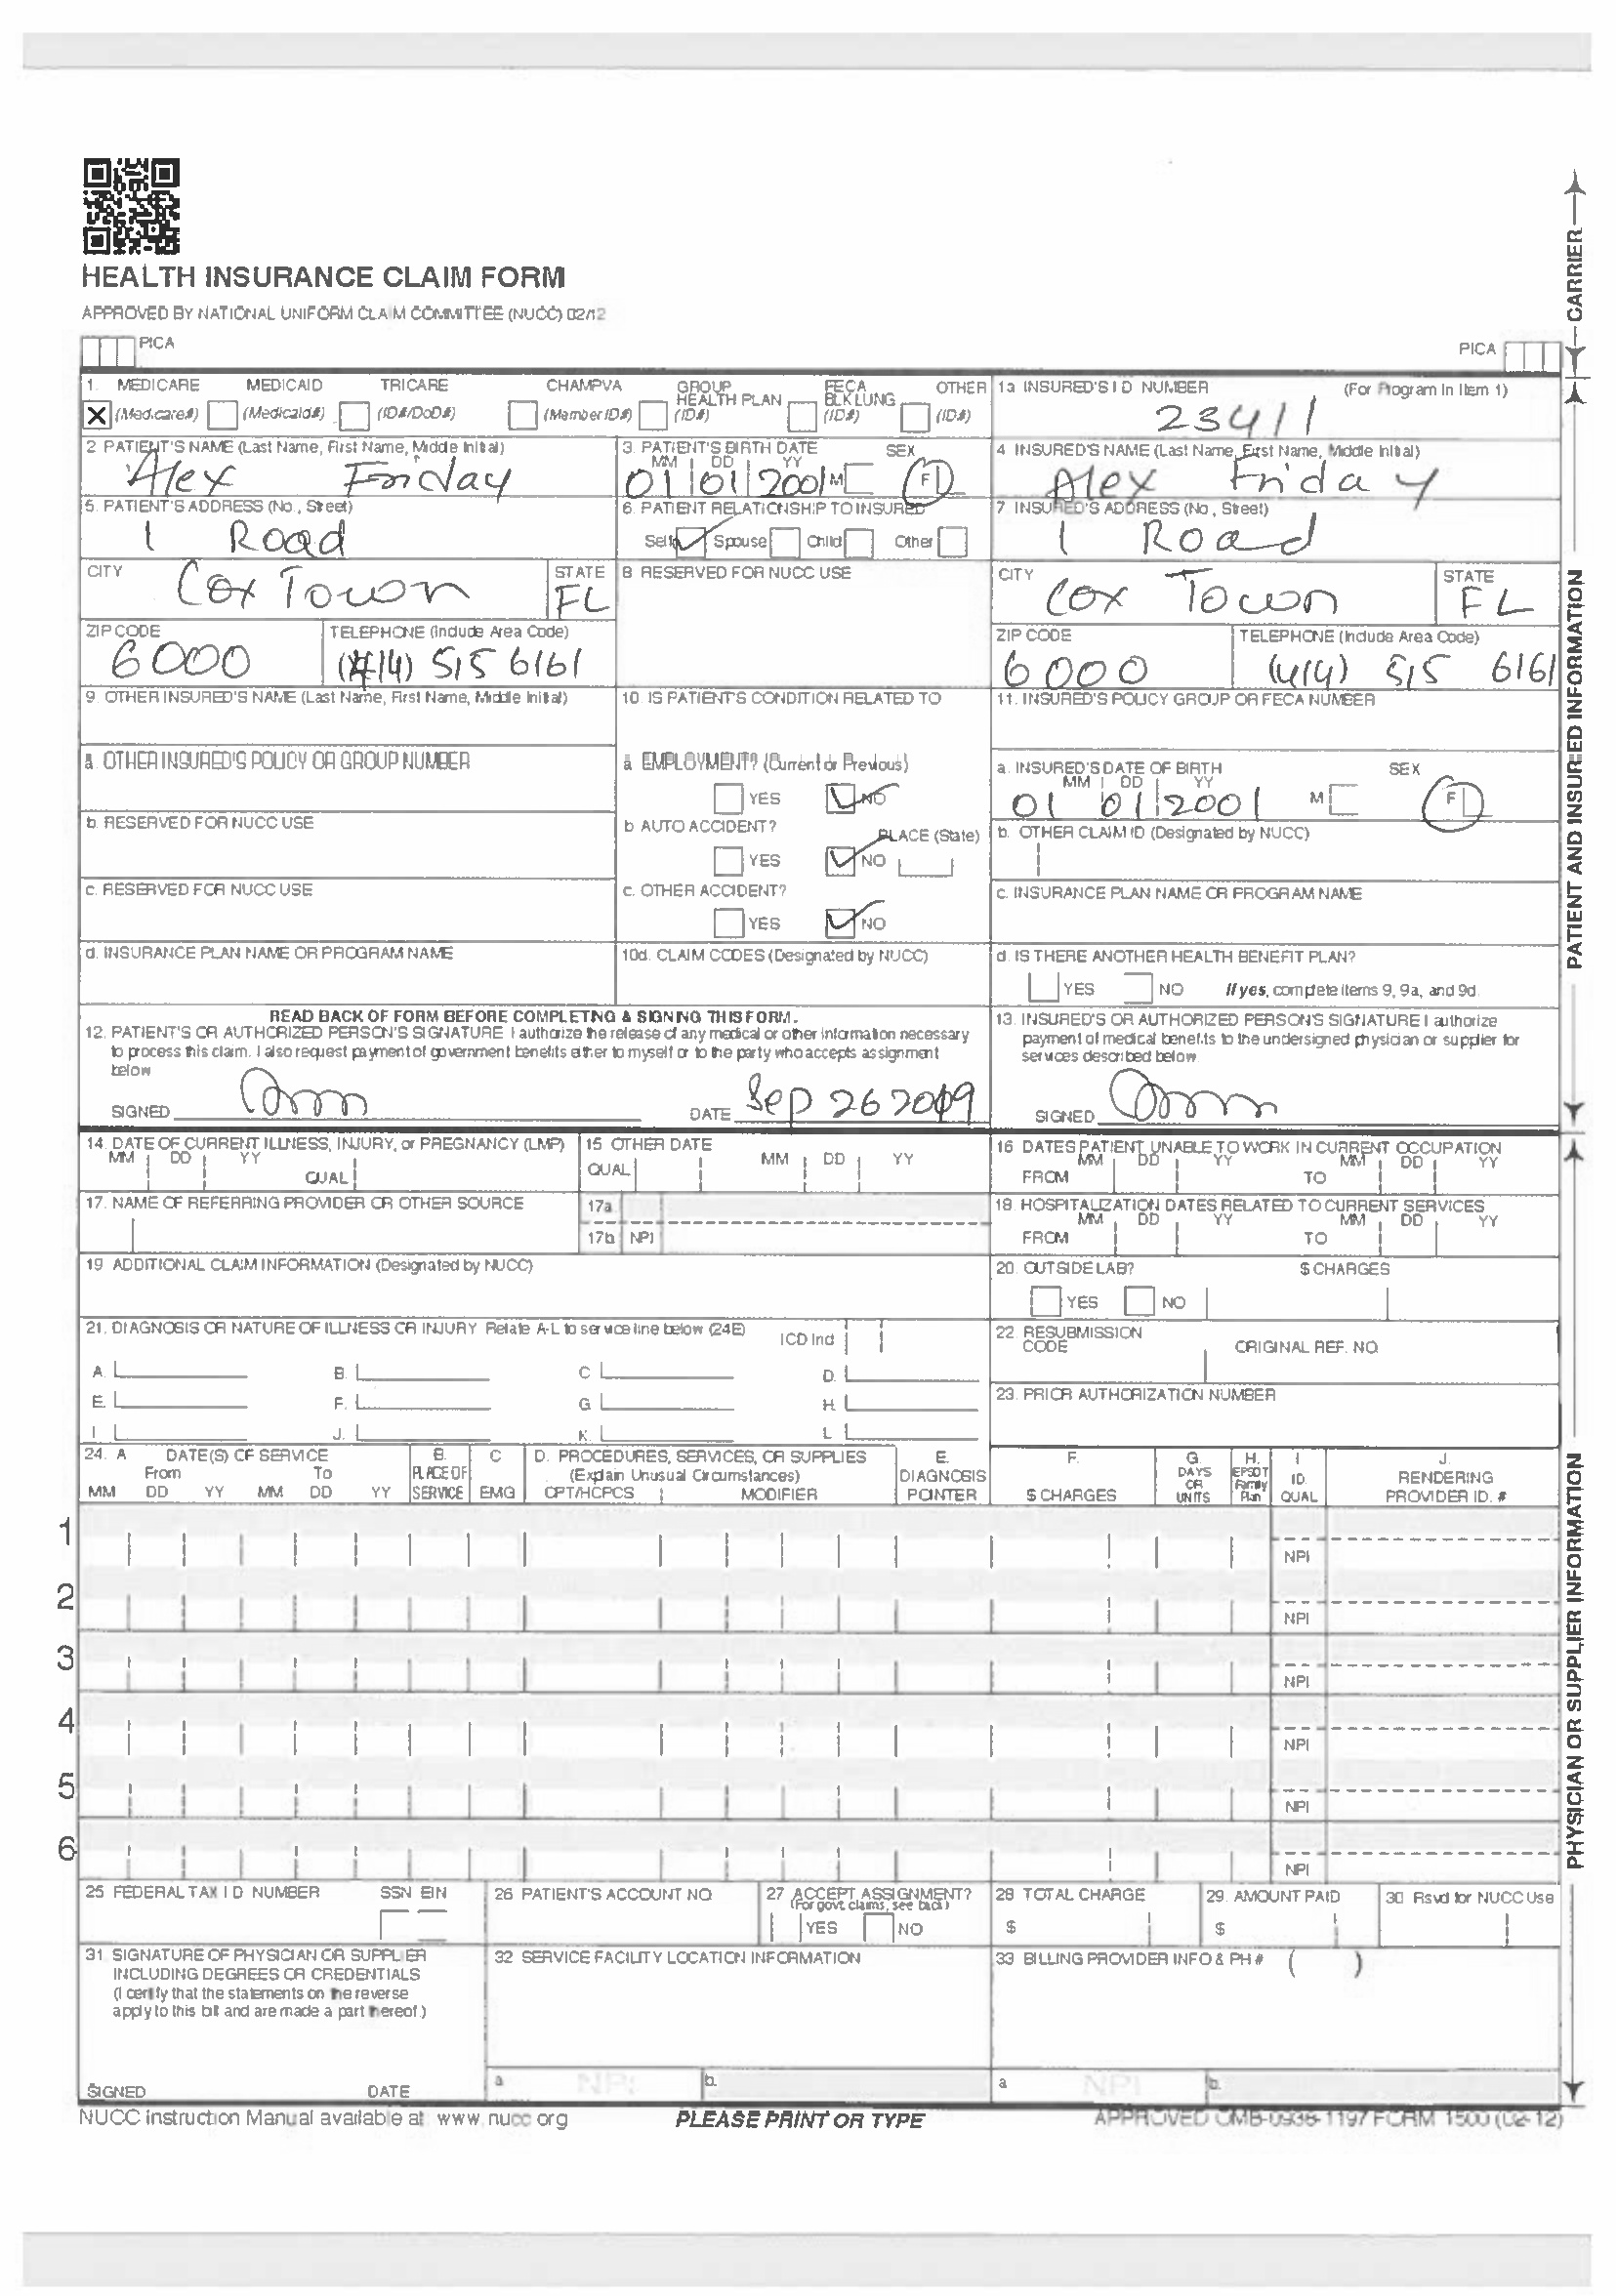 HEALTH INSURANCE CLAIM FORM
APPROVED BY NATIONAL UNIFORM CLAIM COMMITTEE (NUCC) 02/12
PICA
PICA
CARRIER
1. MEDICARE MEDICAID TRICARE CHAMPVA GROUP HEALTH PLAN FECA BLK LUNG OTHER
X (Medicare#) (Medicaid#) (ID#/DoD#) (Member ID#) (ID#) (ID#) (ID#)
1a INSURED'S I D NUMBER (For Program in Item 1)
23411
2 PATIENT'S NAME (Last Name, First Name, Middle Initial)
Alex Friday
3. PATIENT'S BIRTH DATE SEX
MM DD YY
01 01 2001 M F
4 INSURED'S NAME (Last Name, First Name, Middle Initial)
Alex Friday
5. PATIENT'S ADDRESS (No., Street)
1 Road
6. PATIENT RELATIONSHIP TO INSURED
Self Spouse Child Other
7. INSURED'S ADDRESS (No., Street)
1 Road
CITY
Cox Town
STATE
FL
8 RESERVED FOR NUCC USE
CITY
Cox Town
STATE
FL
ZIP CODE
6000
TELEPHONE (Include Area Code)
(414) 515 6161
ZIP CODE
6000
TELEPHONE (Include Area Code)
(414) 515 6161
9. OTHER INSURED'S NAME (Last Name, First Name, Middle Initial)
10. IS PATIENT'S CONDITION RELATED TO
11. INSURED'S POLICY GROUP OR FECA NUMBER
a. OTHER INSURED'S POLICY OR GROUP NUMBER
a EMPLOYMENT? (Current or Previous)
YES NO
a. INSURED'S DATE OF BIRTH SEX
MM DD YY
01 01 2001 M F
b. RESERVED FOR NUCC USE
b AUTO ACCIDENT? PLACE (State)
YES NO
b. OTHER CLAIM ID (Designated by NUCC)
c. RESERVED FOR NUCC USE
c. OTHER ACCIDENT?
YES NO
c. INSURANCE PLAN NAME OR PROGRAM NAME
d. INSURANCE PLAN NAME OR PROGRAM NAME
10d. CLAIM CODES (Designated by NUCC)
d. IS THERE ANOTHER HEALTH BENEFIT PLAN?
YES NO If yes, complete items 9, 9a, and 9d
PATIENT AND INSURED INFORMATION
READ BACK OF FORM BEFORE COMPLETING & SIGNING THIS FORM.
12. PATIENT'S OR AUTHORIZED PERSON'S SIGNATURE I authorize the release of any medical or other information necessary
to process this claim. I also request payment of government benefits either to myself or to the party who accepts assignment
below
SIGNED DATE Sep 26 2019
13. INSURED'S OR AUTHORIZED PERSON'S SIGNATURE I authorize
payment of medical benefits to the undersigned physician or supplier for
services described below.
SIGNED
14. DATE OF CURRENT ILLNESS, INJURY, or PREGNANCY (LMP)
MM DD YY
QUAL
15 OTHER DATE
QUAL MM DD YY
16 DATES PATIENT UNABLE TO WORK IN CURRENT OCCUPATION
MM DD YY MM DD YY
FROM TO
17. NAME OF REFERRING PROVIDER OR OTHER SOURCE
17a
17b NPI
18. HOSPITALIZATION DATES RELATED TO CURRENT SERVICES
MM DD YY MM DD YY
FROM TO
19 ADDITIONAL CLAIM INFORMATION (Designated by NUCC)
20. OUTSIDE LAB? $ CHARGES
YES NO
21. DIAGNOSIS OR NATURE OF ILLNESS OR INJURY Relate A-L to service line below (24E) ICD Ind
A. B. C D.
E. F. G H.
I. J. K. L
22. RESUBMISSION
CODE ORIGINAL REF. NO.
23. PRIOR AUTHORIZATION NUMBER
24. A DATE(S) OF SERVICE
From To
MM DD YY MM DD YY
B. PLACE OF SERVICE
C EMG
D. PROCEDURES, SERVICES, OR SUPPLIES
(Explain Unusual Circumstances)
CPT/HCPCS MODIFIER
E. DIAGNOSIS POINTER
F. $ CHARGES
G. DAYS OR UNITS
H. EPSDT Family Plan
I ID. QUAL
J. RENDERING PROVIDER ID. #
1 NPI
2 NPI
3 NPI
4 NPI
5 NPI
6 NPI
25 FEDERAL TAX I D NUMBER SSN EIN
26 PATIENT'S ACCOUNT NO
27 ACCEPT ASSIGNMENT?
(For govt claims, see back)
YES NO
28 TOTAL CHARGE
$
29. AMOUNT PAID
$
30 Rsvd for NUCC Use
31 SIGNATURE OF PHYSICIAN OR SUPPLIER
INCLUDING DEGREES OR CREDENTIALS
(I certify that the statements on the reverse
apply to this bill and are made a part thereof.)
SIGNED DATE
32 SERVICE FACILITY LOCATION INFORMATION
a NPI b.
33 BILLING PROVIDER INFO & PH # ( )
a NPI b.
PHYSICIAN OR SUPPLIER INFORMATION
NUCC Instruction Manual available at www.nucc.org
PLEASE PRINT OR TYPE
APPROVED OMB-0938-1197 FORM 1500 (02-12)